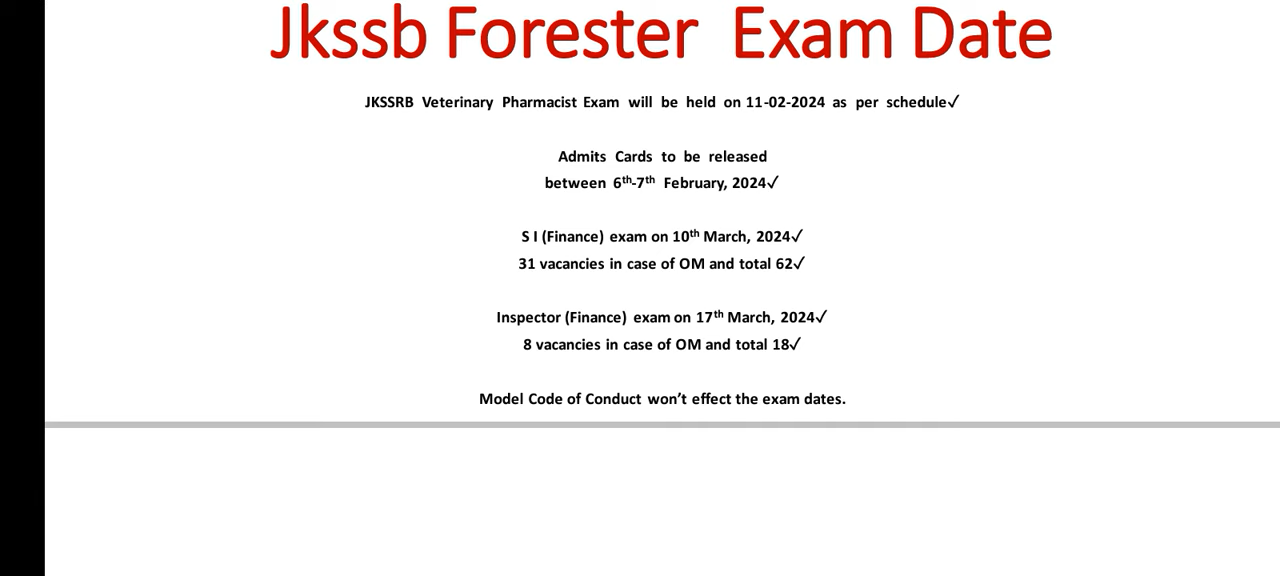 Jkssb Forester Exam Date
JKSSRB Veterinary Pharmacist Exam will be held on 11-02-2024 as per schedule✓
Admits Cards to be released
between 6th-7th February, 2024✓
S I (Finance) exam on 10th March, 2024✓
31 vacancies in case of OM and total 62✓
Inspector (Finance) exam on 17th March, 2024✓
8 vacancies in case of OM and total 18✓
Model Code of Conduct won't effect the exam dates.